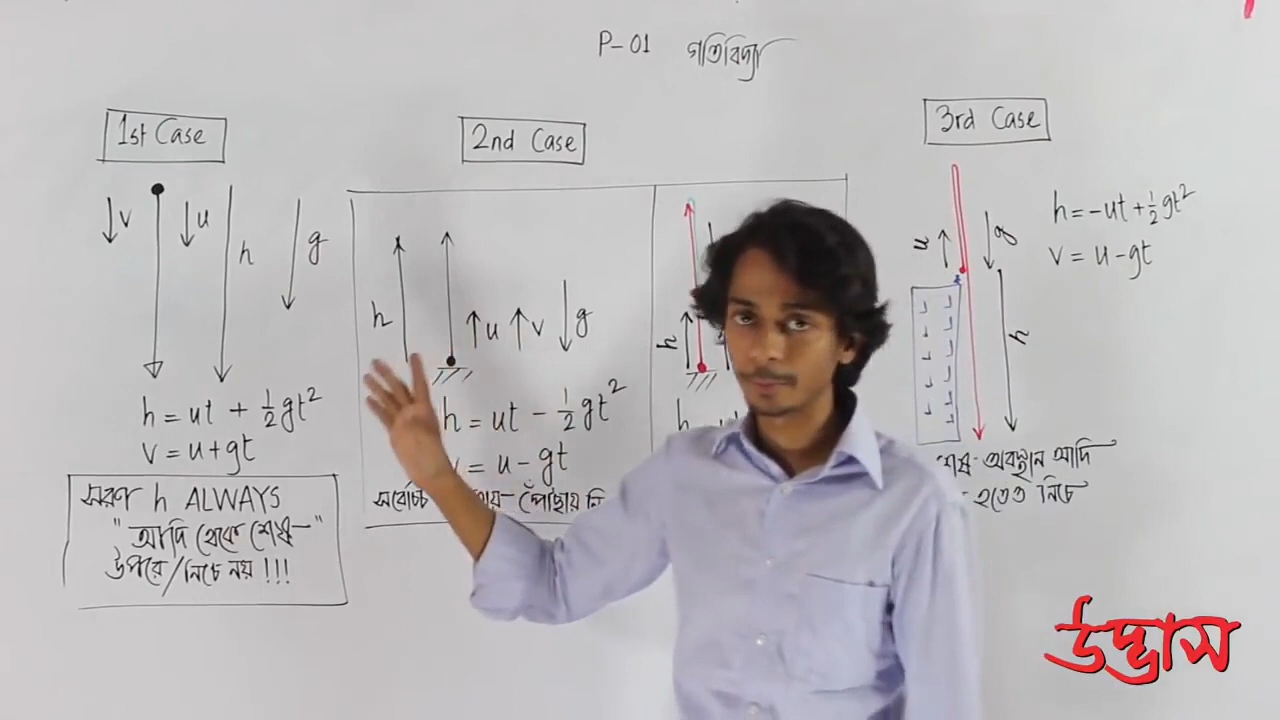 P-01 গতিবিদ্যা
1st Case
v
u
h
g
h = ut + ½gt²
v = u+gt
সরণ h ALWAYS
"আদি থেকে শেষ-"
উপরে/নিচে নয় !!!
2nd Case
h
u
v
g
h = ut - ½gt²
= u - gt
সর্বোচ্চ
পৌঁছায় নি
h
h
3rd Case
u
g
h
h = -ut + ½gt²
v = u - gt
অবস্থান আদি
হতেও নিচে
উদ্ভাস